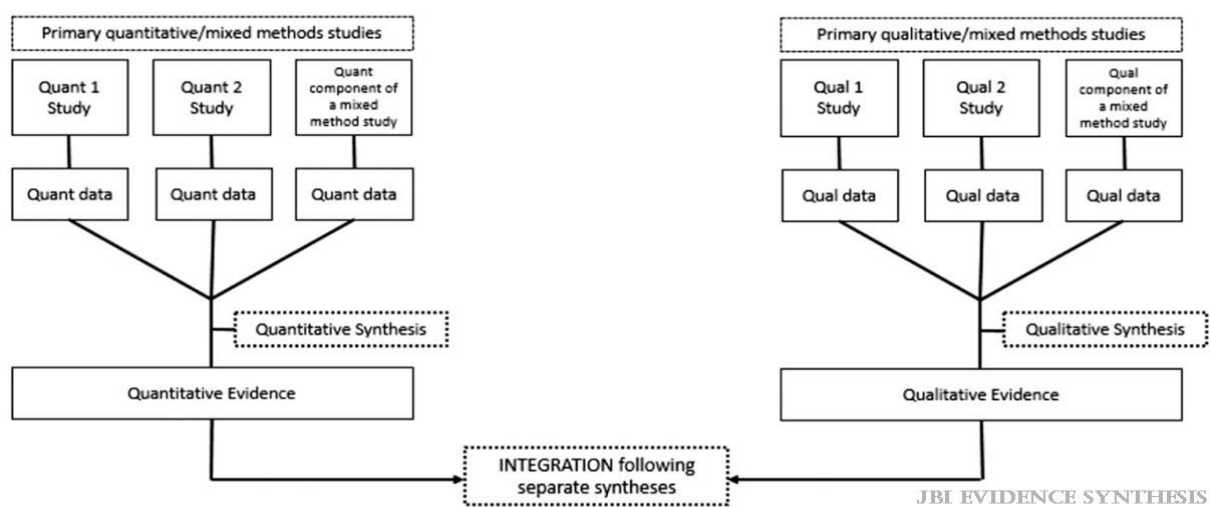 Primary quantitative/mixed methods studies
Primary qualitative/mixed methods studies
Quant 1
Study
Quant 2
Study
Quant
component of
a mixed
method study
Qual 1
Study
Qual 2
Study
Qual
component of
a mixed
method study
Quant data
Quant data
Quant data
Qual data
Qual data
Qual data
Quantitative Synthesis
Qualitative Synthesis
Quantitative Evidence
Qualitative Evidence
INTEGRATION following
separate syntheses
JBI EVIDENCE SYNTHESIS